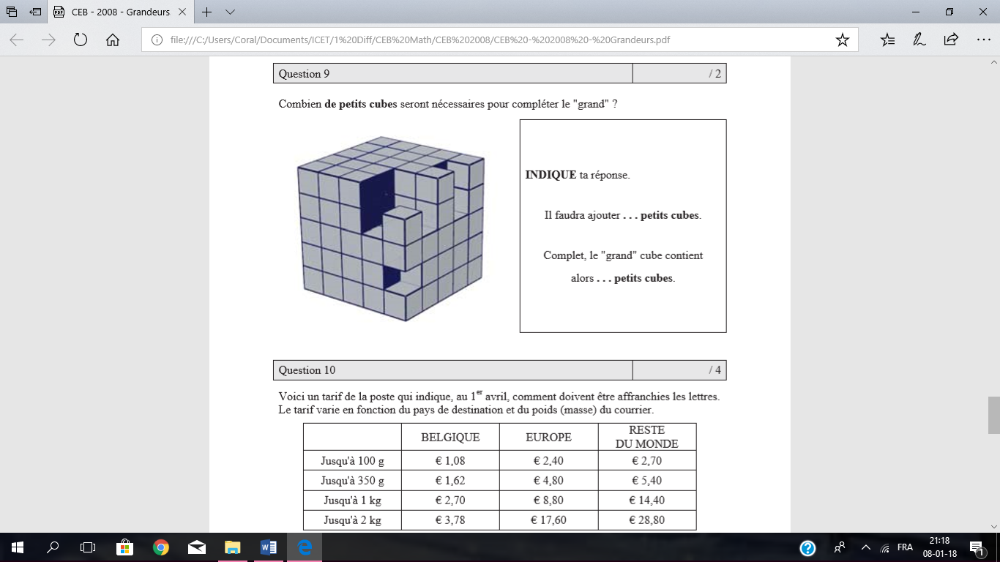 CEB - 2008 - Grandeurs
file:///C:/Users/Coral/Documents/ICET/1%20Diff/CEB%20Math/CEB%202008/CEB%20-%202008%20-%20Grandeurs.pdf
Question 9 / 2
Combien de petits cubes seront nécessaires pour compléter le "grand" ?
INDIQUE ta réponse.
Il faudra ajouter . . . petits cubes.
Complet, le "grand" cube contient
alors . . . petits cubes.
Question 10 / 4
Voici un tarif de la poste qui indique, au 1er avril, comment doivent être affranchies les lettres.
Le tarif varie en fonction du pays de destination et du poids (masse) du courrier.
BELGIQUE EUROPE RESTE
DU MONDE
Jusqu'à 100 g € 1,08 € 2,40 € 2,70
Jusqu'à 350 g € 1,62 € 4,80 € 5,40
Jusqu'à 1 kg € 2,70 € 8,80 € 14,40
Jusqu'à 2 kg € 3,78 € 17,60 € 28,80
FRA
21:18
08-01-18
1